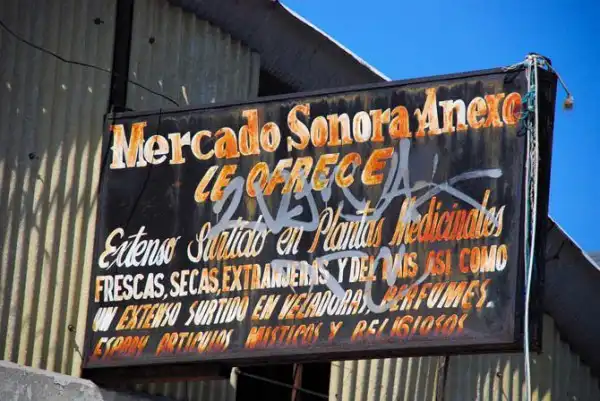 Mercado Sonora Anexo
LE OFRECE
Extenso Surtido en Plantas Medicinales
FRESCAS, SECAS, EXTRANJERAS, Y DEL PAIS ASI COMO
UN EXTENSO SURTIDO EN VELADORAS, PERFUMES.
ARTICULOS MISTICOS Y RELIGIOSOS